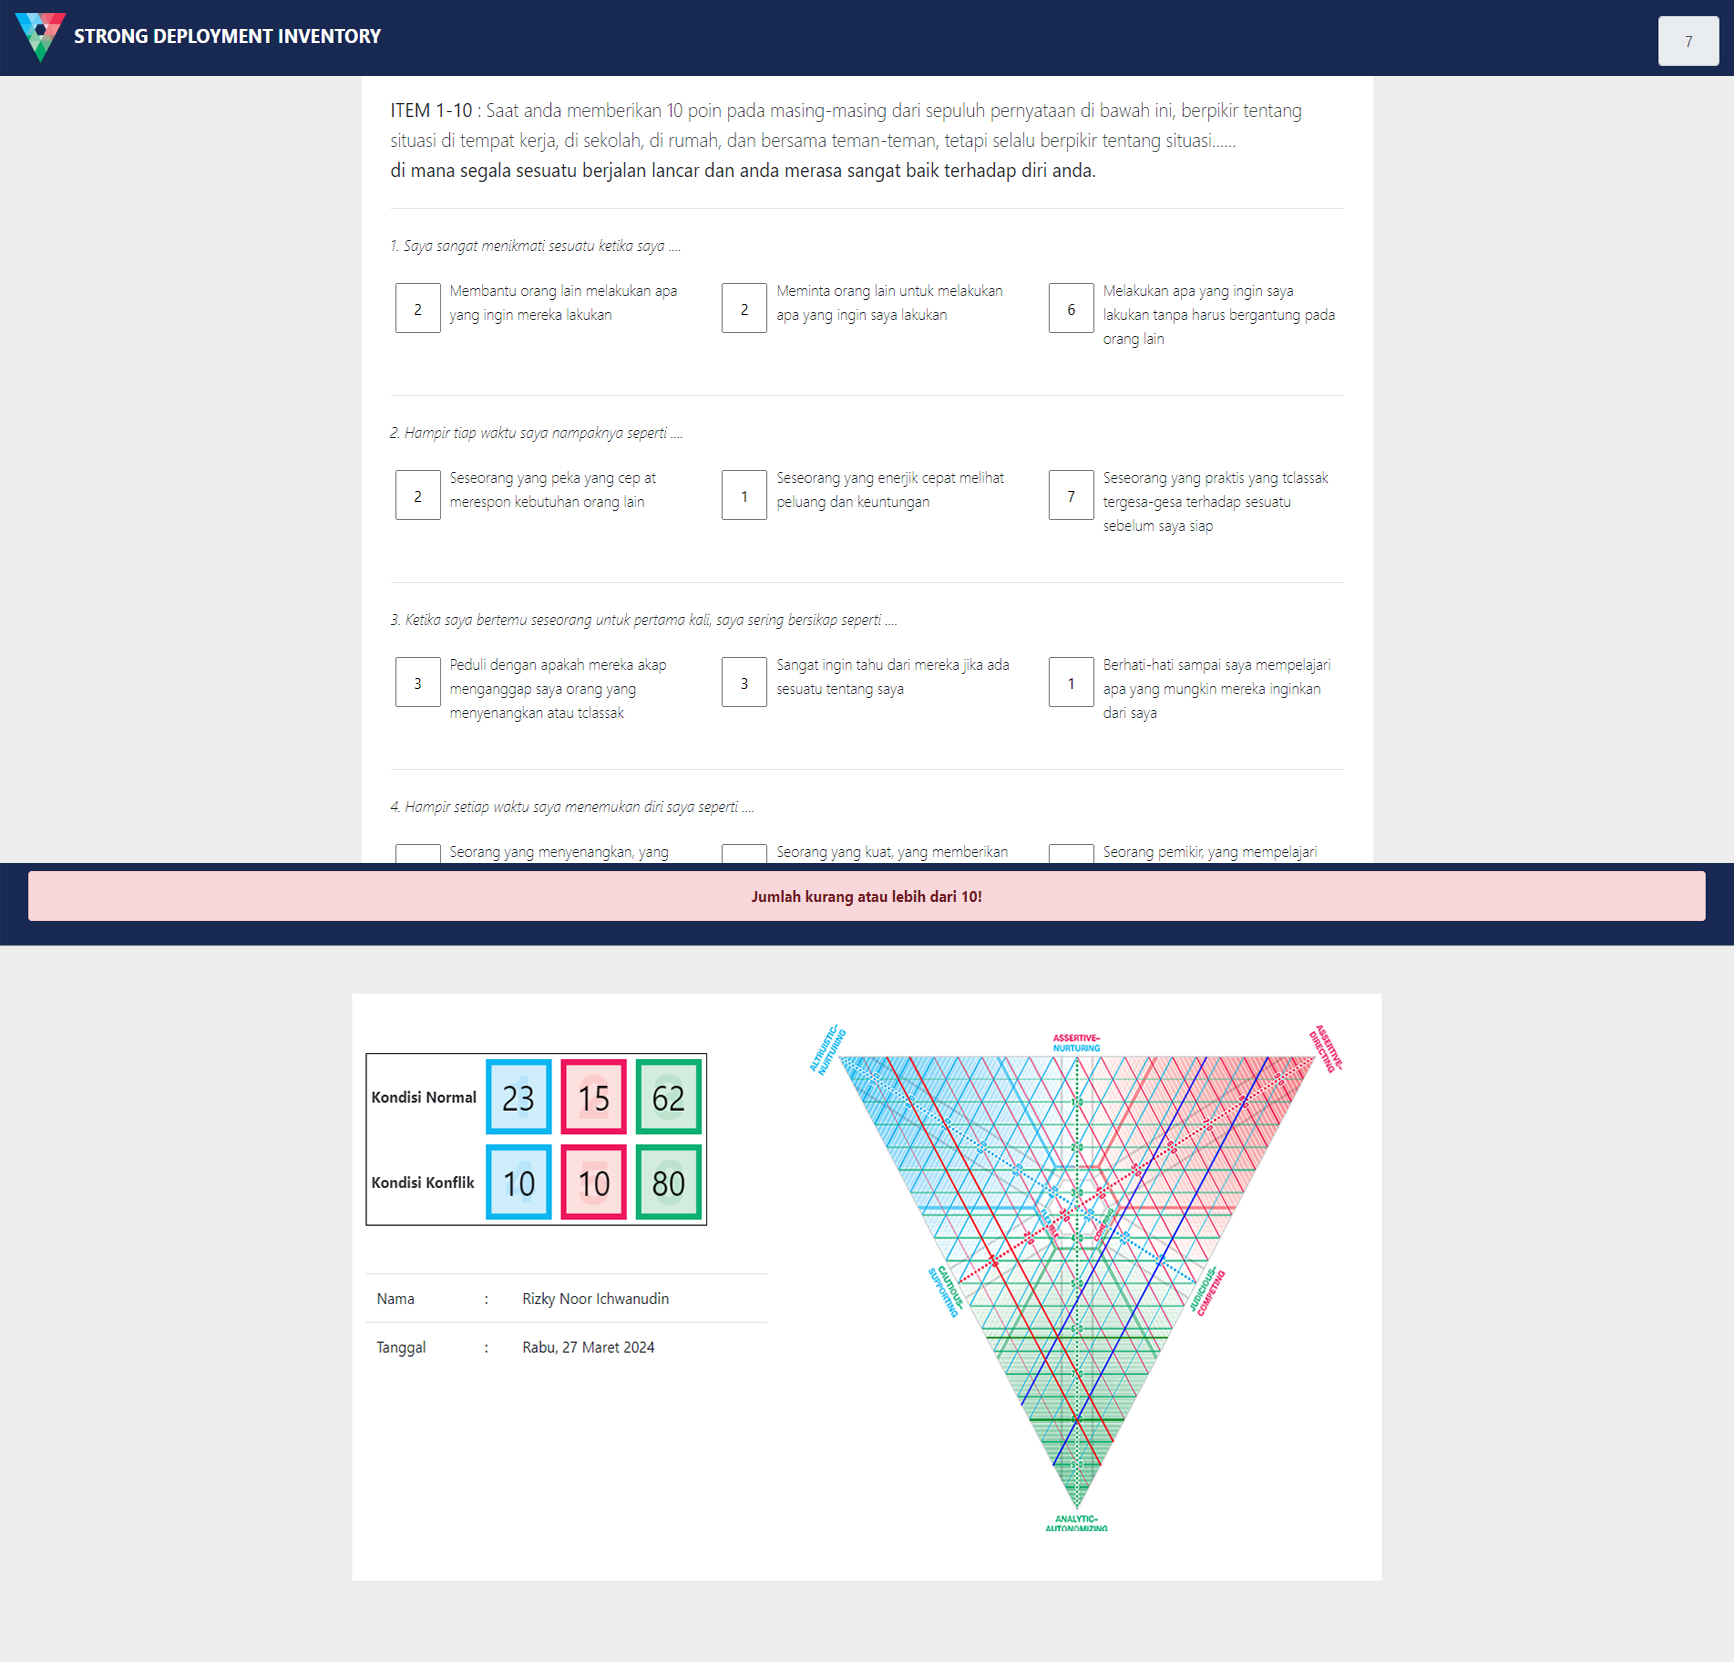 STRONG DEPLOYMENT INVENTORY
7
ITEM 1-10 : Saat anda memberikan 10 poin pada masing-masing dari sepuluh pernyataan di bawah ini, berpikir tentang
situasi di tempat kerja, di sekolah, di rumah, dan bersama teman-teman, tetapi selalu berpikir tentang situasi......
di mana segala sesuatu berjalan lancar dan anda merasa sangat baik terhadap diri anda.
1. Saya sangat menikmati sesuatu ketika saya ....
2
Membantu orang lain melakukan apa
yang ingin mereka lakukan
2
Meminta orang lain untuk melakukan
apa yang ingin saya lakukan
6
Melakukan apa yang ingin saya
lakukan tanpa harus bergantung pada
orang lain
2. Hampir tiap waktu saya nampaknya seperti ....
2
Seseorang yang peka yang cep at
merespon kebutuhan orang lain
1
Seseorang yang enerjik cepat melihat
peluang dan keuntungan
7
Seseorang yang praktis yang tclassak
tergesa-gesa terhadap sesuatu
sebelum saya siap
3. Ketika saya bertemu seseorang untuk pertama kali, saya sering bersikap seperti ....
3
Peduli dengan apakah mereka akap
menganggap saya orang yang
menyenangkan atau tclassak
3
Sangat ingin tahu dari mereka jika ada
sesuatu tentang saya
1
Berhati-hati sampai saya mempelajari
apa yang mungkin mereka inginkan
dari saya
4. Hampir setiap waktu saya menemukan diri saya seperti ....
Seorang yang menyenangkan, yang
Seorang yang kuat, yang memberikan
Seorang pemikir, yang mempelajari
Jumlah kurang atau lebih dari 10!
Kondisi Normal 23 15 62
Kondisi Konflik 10 10 80
Nama : Rizky Noor Ichwanudin
Tanggal : Rabu, 27 Maret 2024
ALTRUISTIC-
NURTURING
ASSERTIVE-
NURTURING
ASSERTIVE-
DIRECTING
CAUTIOUS-
SUPPORTING
JUDICIOUS-
COMPETING
ANALYTIC-
AUTONOMIZING